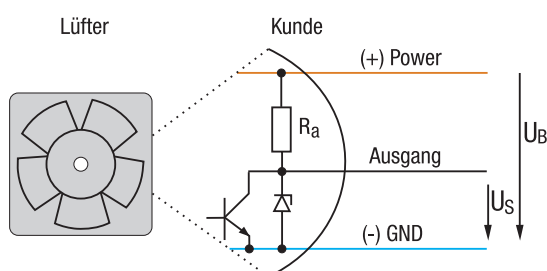 Lüfter
Kunde
(+) Power
Ra
UB
Ausgang
US
(-) GND